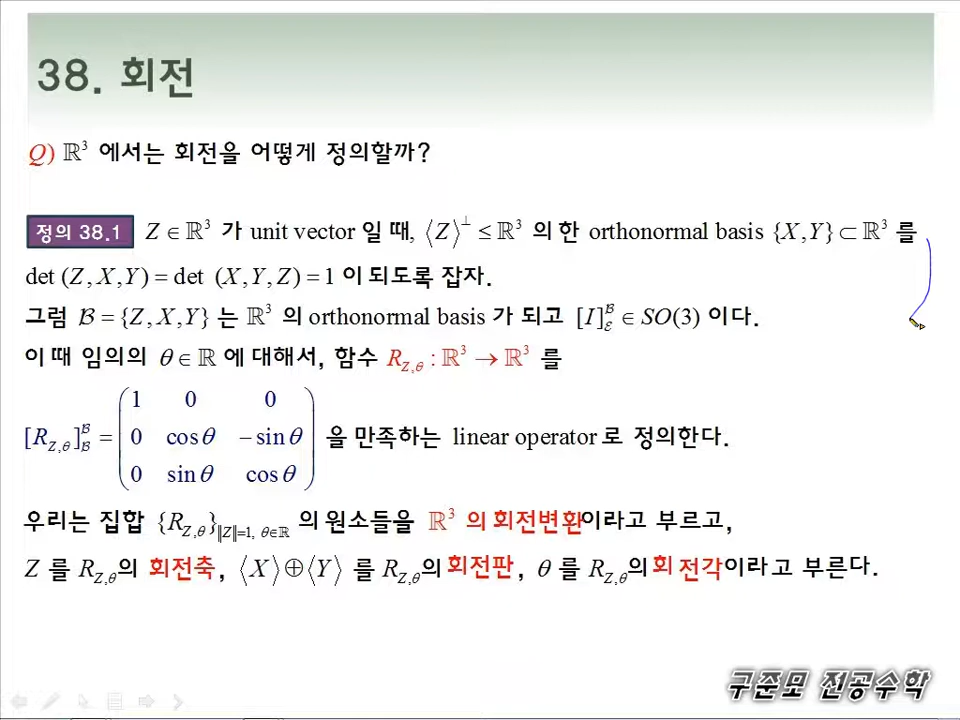 38. 회전
Q) ℝ³ 에서는 회전을 어떻게 정의할까?
정의 38.1 Z ∈ ℝ³ 가 unit vector 일 때, ⟨Z⟩^⊥ ≤ ℝ³ 의 한 orthonormal basis {X, Y} ⊂ ℝ³ 를
det (Z, X, Y) = det (X, Y, Z) = 1 이 되도록 잡자.
그럼 ℬ = {Z, X, Y} 는 ℝ³ 의 orthonormal basis 가 되고 [I]^ℬ_ℰ ∈ SO(3) 이다.
이 때 임의의 θ ∈ ℝ 에 대해서, 함수 R_{Z,θ} : ℝ³ → ℝ³ 를
1 0 0
[R_{Z,θ}]^ℬ_ℬ = 0 cos θ − sin θ 을 만족하는 linear operator 로 정의한다.
0 sin θ cos θ
우리는 집합 {R_{Z,θ}}_{‖Z‖=1, θ∈ℝ} 의 원소들을 ℝ³ 의 회전변환이라고 부르고,
Z 를 R_{Z,θ}의 회전축, ⟨X⟩⊕⟨Y⟩ 를 R_{Z,θ}의 회전판, θ 를 R_{Z,θ}의 회전각이라고 부른다.
구준모 전공수학